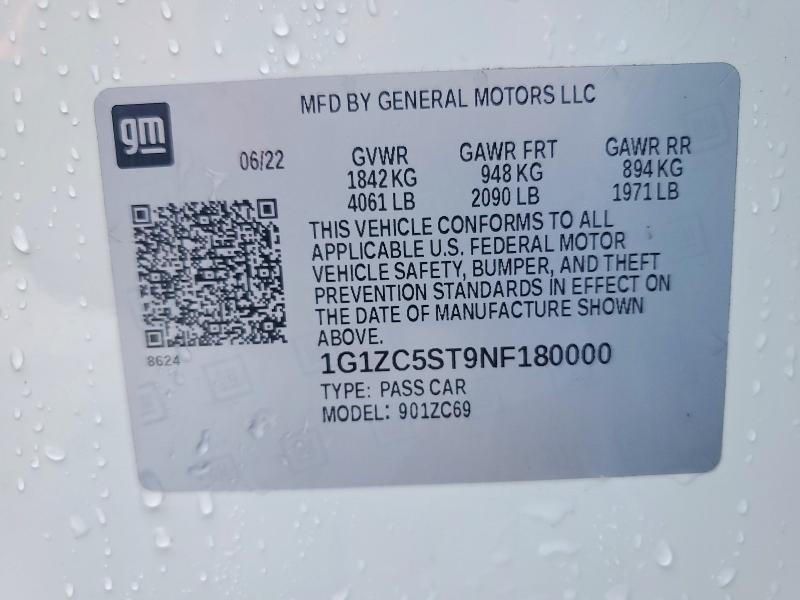 MFD BY GENERAL MOTORS LLC
gm
06/22
GVWR GAWR FRT GAWR RR
1842 KG 948 KG 894 KG
4061 LB 2090 LB 1971 LB
THIS VEHICLE CONFORMS TO ALL
APPLICABLE U.S. FEDERAL MOTOR
VEHICLE SAFETY, BUMPER, AND THEFT
PREVENTION STANDARDS IN EFFECT ON
THE DATE OF MANUFACTURE SHOWN
ABOVE.
8624
1G1ZC5ST9NF180000
TYPE: PASS CAR
MODEL: 901ZC69